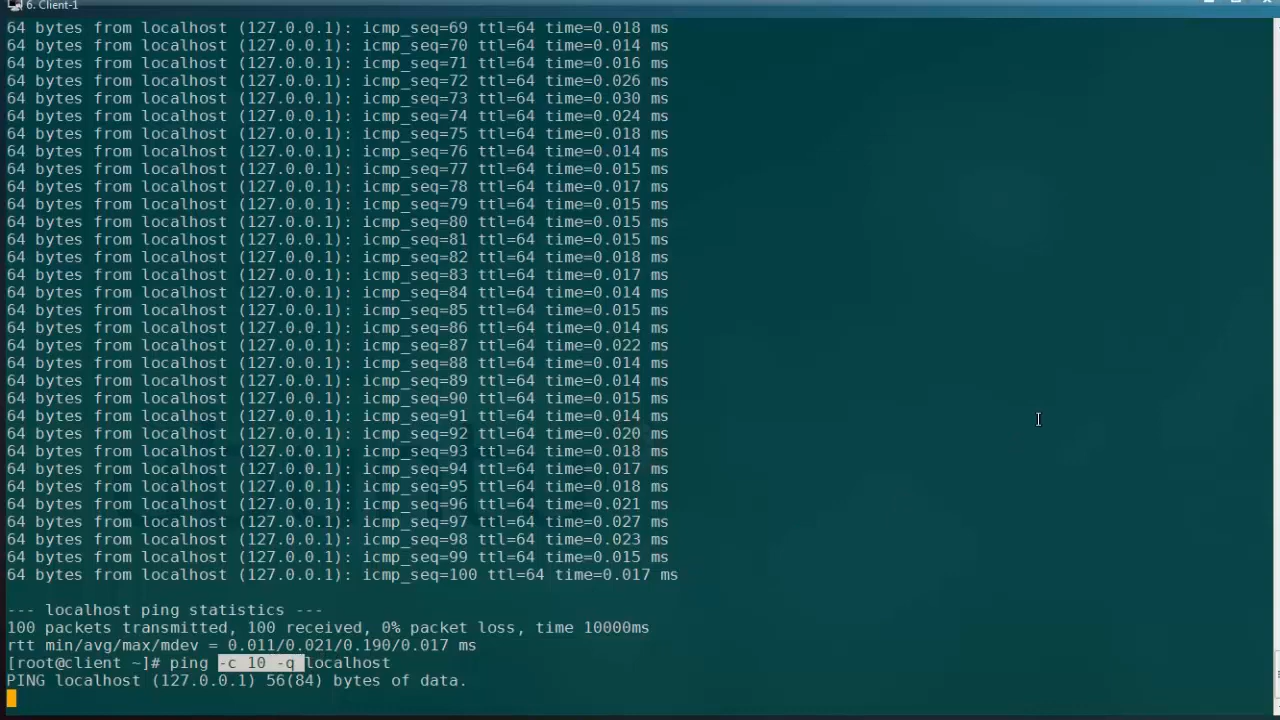 6. Client-1
64 bytes from localhost (127.0.0.1): icmp_seq=69 ttl=64 time=0.018 ms
64 bytes from localhost (127.0.0.1): icmp_seq=70 ttl=64 time=0.014 ms
64 bytes from localhost (127.0.0.1): icmp_seq=71 ttl=64 time=0.016 ms
64 bytes from localhost (127.0.0.1): icmp_seq=72 ttl=64 time=0.026 ms
64 bytes from localhost (127.0.0.1): icmp_seq=73 ttl=64 time=0.030 ms
64 bytes from localhost (127.0.0.1): icmp_seq=74 ttl=64 time=0.024 ms
64 bytes from localhost (127.0.0.1): icmp_seq=75 ttl=64 time=0.018 ms
64 bytes from localhost (127.0.0.1): icmp_seq=76 ttl=64 time=0.014 ms
64 bytes from localhost (127.0.0.1): icmp_seq=77 ttl=64 time=0.015 ms
64 bytes from localhost (127.0.0.1): icmp_seq=78 ttl=64 time=0.017 ms
64 bytes from localhost (127.0.0.1): icmp_seq=79 ttl=64 time=0.015 ms
64 bytes from localhost (127.0.0.1): icmp_seq=80 ttl=64 time=0.015 ms
64 bytes from localhost (127.0.0.1): icmp_seq=81 ttl=64 time=0.015 ms
64 bytes from localhost (127.0.0.1): icmp_seq=82 ttl=64 time=0.018 ms
64 bytes from localhost (127.0.0.1): icmp_seq=83 ttl=64 time=0.017 ms
64 bytes from localhost (127.0.0.1): icmp_seq=84 ttl=64 time=0.014 ms
64 bytes from localhost (127.0.0.1): icmp_seq=85 ttl=64 time=0.015 ms
64 bytes from localhost (127.0.0.1): icmp_seq=86 ttl=64 time=0.014 ms
64 bytes from localhost (127.0.0.1): icmp_seq=87 ttl=64 time=0.022 ms
64 bytes from localhost (127.0.0.1): icmp_seq=88 ttl=64 time=0.014 ms
64 bytes from localhost (127.0.0.1): icmp_seq=89 ttl=64 time=0.014 ms
64 bytes from localhost (127.0.0.1): icmp_seq=90 ttl=64 time=0.015 ms
64 bytes from localhost (127.0.0.1): icmp_seq=91 ttl=64 time=0.014 ms
64 bytes from localhost (127.0.0.1): icmp_seq=92 ttl=64 time=0.020 ms
64 bytes from localhost (127.0.0.1): icmp_seq=93 ttl=64 time=0.018 ms
64 bytes from localhost (127.0.0.1): icmp_seq=94 ttl=64 time=0.017 ms
64 bytes from localhost (127.0.0.1): icmp_seq=95 ttl=64 time=0.018 ms
64 bytes from localhost (127.0.0.1): icmp_seq=96 ttl=64 time=0.021 ms
64 bytes from localhost (127.0.0.1): icmp_seq=97 ttl=64 time=0.027 ms
64 bytes from localhost (127.0.0.1): icmp_seq=98 ttl=64 time=0.023 ms
64 bytes from localhost (127.0.0.1): icmp_seq=99 ttl=64 time=0.015 ms
64 bytes from localhost (127.0.0.1): icmp_seq=100 ttl=64 time=0.017 ms
--- localhost ping statistics ---
100 packets transmitted, 100 received, 0% packet loss, time 10000ms
rtt min/avg/max/mdev = 0.011/0.021/0.190/0.017 ms
[root@client ~]# ping -c 10 -q localhost
PING localhost (127.0.0.1) 56(84) bytes of data.